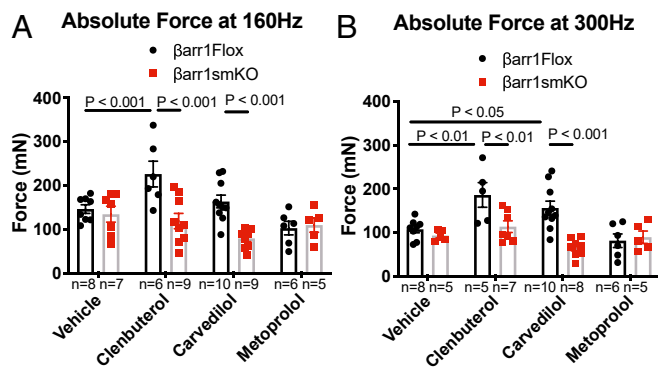 A Absolute Force at 160Hz
βarr1Flox
βarr1smKO
P < 0.001 P < 0.001 P < 0.001
400
300
200
100
0
Force (mN)
n=8 n=7 n=6 n=9 n=10 n=9 n=6 n=5
Vehicle
Clenbuterol
Carvedilol
Metoprolol
B Absolute Force at 300Hz
βarr1Flox
βarr1smKO
P < 0.05
P < 0.01 P < 0.01 P < 0.001
400
300
200
100
0
Force (mN)
n=8 n=5 n=5 n=7 n=10 n=8 n=6 n=5
Vehicle
Clenbuterol
Carvedilol
Metoprolol